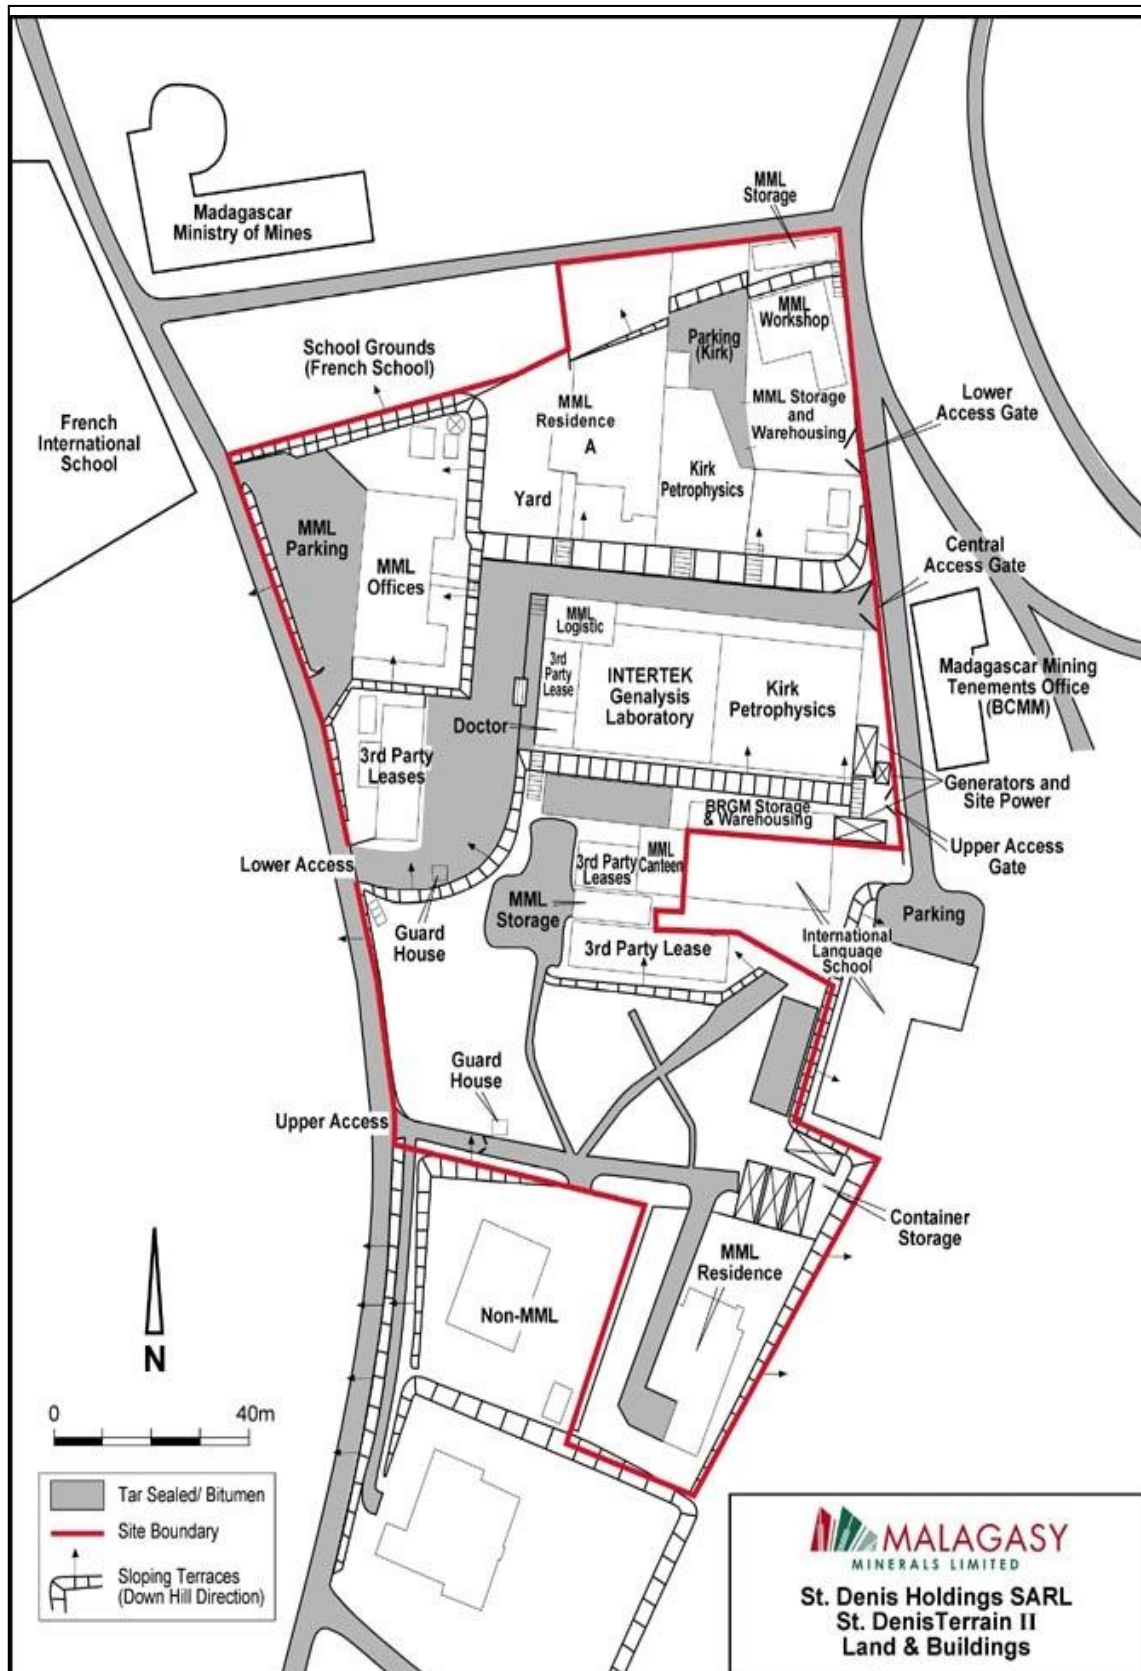 MML
Storage
Madagascar
Ministry of Mines
MML
Workshop
Parking
(Kirk)
School Grounds
(French School)
Lower
Access Gate
MML
Residence
A
MML Storage
and
Warehousing
French
International
School
Kirk
Petrophysics
Yard
MML
Parking
Central
Access Gate
MML
Offices
MML
Logistic
3rd
Party
Lease
INTERTEK
Genalysis
Laboratory
Kirk
Petrophysics
Madagascar Mining
Tenements Office
(BCMM)
Doctor
3rd Party
Leases
Generators and
Site Power
BRGM Storage
& Warehousing
Upper Access
Gate
Lower Access
3rd Party
Leases
MML
Canteen
MML
Storage
Parking
Guard
House
3rd Party Lease
International
Language
School
Guard
House
Upper Access
Container
Storage
MML
Residence
Non-MML
N
0 40m
Tar Sealed/ Bitumen
Site Boundary
Sloping Terraces
(Down Hill Direction)
MALAGASY
MINERALS LIMITED
St. Denis Holdings SARL
St. DenisTerrain II
Land & Buildings